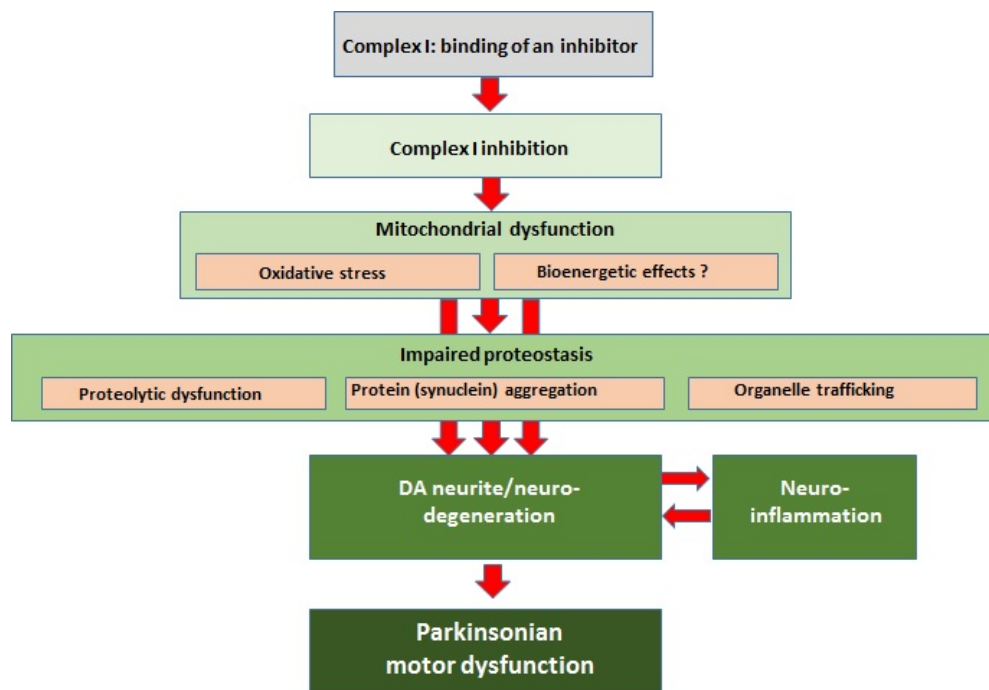 Complex I: binding of an inhibitor
Complex I inhibition
Mitochondrial dysfunction
Oxidative stress
Bioenergetic effects ?
Impaired proteostasis
Proteolytic dysfunction
Protein (synuclein) aggregation
Organelle trafficking
DA neurite/neuro-
degeneration
Neuro-
inflammation
Parkinsonian
motor dysfunction